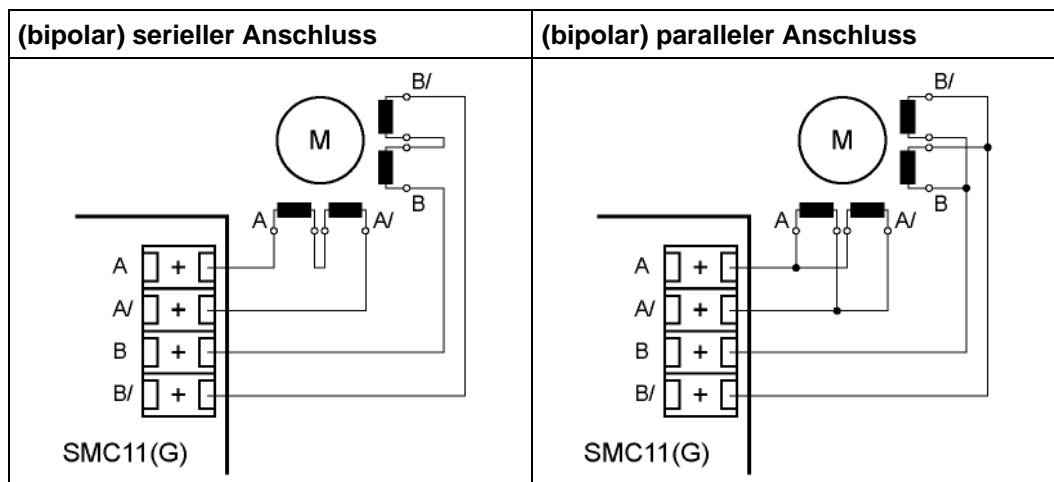 (bipolar) serieller Anschluss
B/
M
B
A
A/
A +
A/ +
B +
B/ +
SMC11(G)
(bipolar) paralleler Anschluss
B/
M
B
A
A/
A +
A/ +
B +
B/ +
SMC11(G)